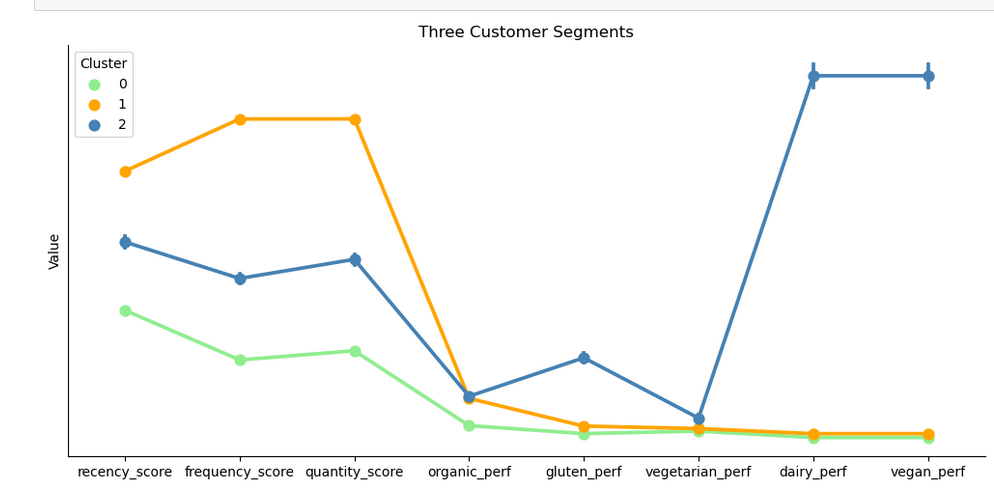 Three Customer Segments
Cluster
0
1
2
Value
recency_score frequency_score quantity_score organic_perf gluten_perf vegetarian_perf dairy_perf vegan_perf